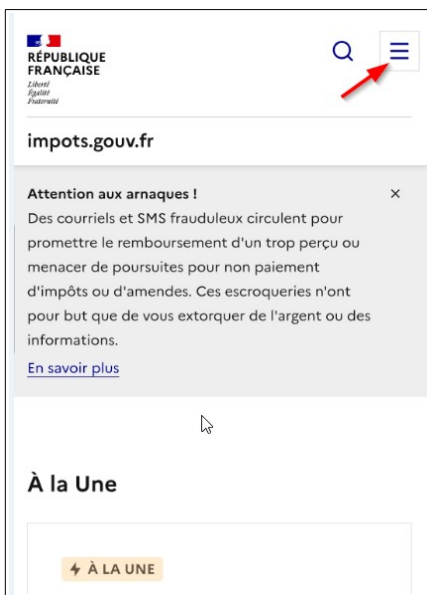 RÉPUBLIQUE
FRANÇAISE
Liberté
Égalité
Fraternité
impots.gouv.fr
Attention aux arnaques !
Des courriels et SMS frauduleux circulent pour
promettre le remboursement d'un trop perçu ou
menacer de poursuites pour non paiement
d'impôts ou d'amendes. Ces escroqueries n'ont
pour but que de vous extorquer de l'argent ou des
informations.
En savoir plus
À la Une
À LA UNE